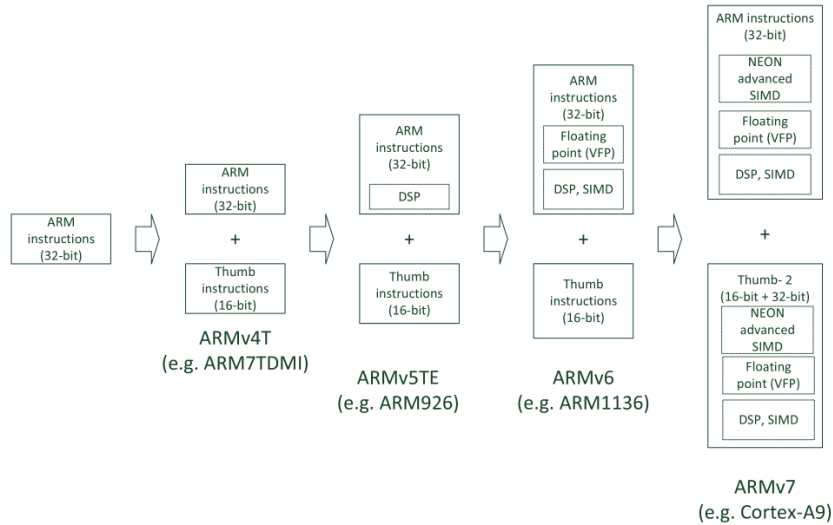 ARM
instructions
(32-bit)
ARM
instructions
(32-bit)
+
Thumb
instructions
(16-bit)
ARMv4T
(e.g. ARM7TDMI)
ARM
instructions
(32-bit)
DSP
+
Thumb
instructions
(16-bit)
ARMv5TE
(e.g. ARM926)
ARM
instructions
(32-bit)
Floating
point (VFP)
DSP, SIMD
+
Thumb
instructions
(16-bit)
ARMv6
(e.g. ARM1136)
ARM instructions
(32-bit)
NEON
advanced
SIMD
Floating
point (VFP)
DSP, SIMD
+
Thumb- 2
(16-bit + 32-bit)
NEON
advanced
SIMD
Floating
point (VFP)
DSP, SIMD
ARMv7
(e.g. Cortex-A9)